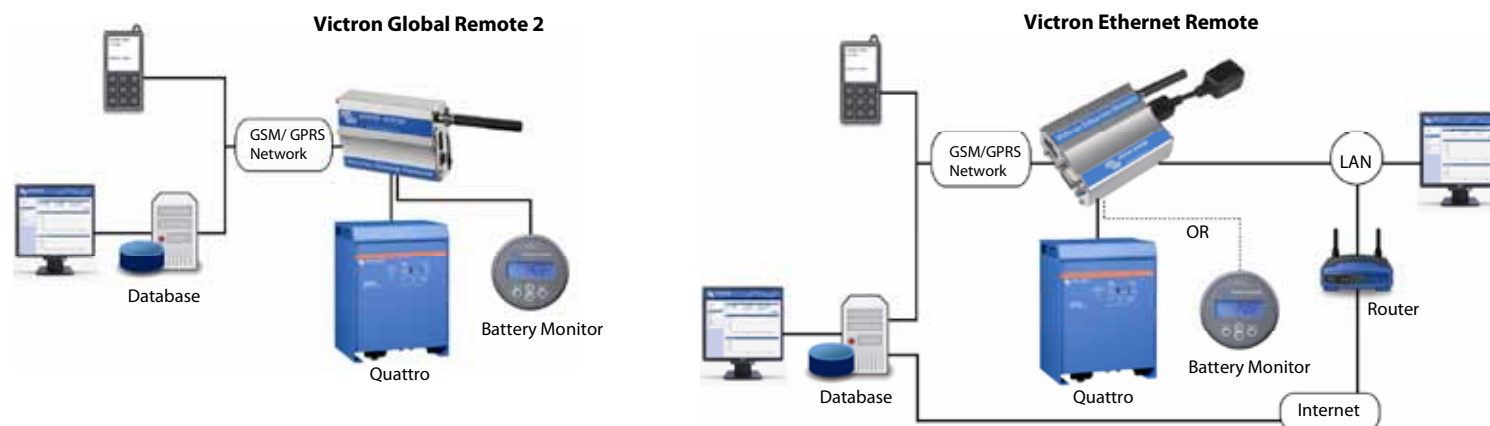 Victron Global Remote 2
GSM/ GPRS
Network
Database
Quattro
Battery Monitor
Victron Ethernet Remote
GSM/GPRS
Network
LAN
OR
Router
Battery Monitor
Database
Quattro
Internet